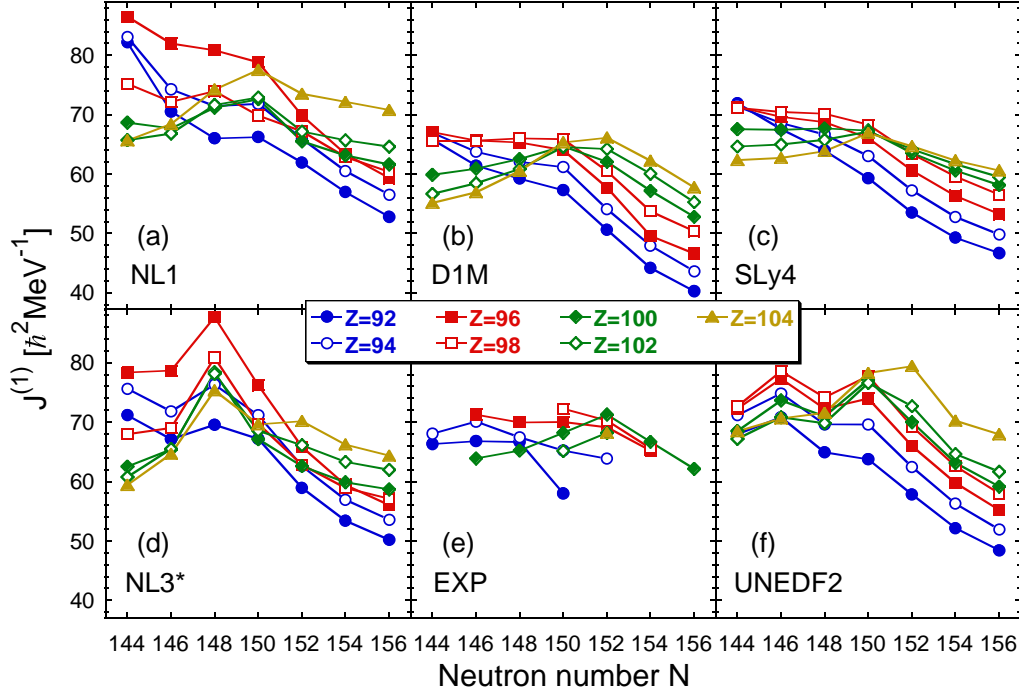 80
70
60
50
40
(a)
NL1
(b)
D1M
(c)
SLy4
Z=92 Z=96 Z=100 Z=104
Z=94 Z=98 Z=102
J(1) [ħ2MeV-1]
80
70
60
50
40
(d)
NL3*
(e)
EXP
(f)
UNEDF2
144 146 148 150 152 154 156 144 146 148 150 152 154 156 144 146 148 150 152 154 156
Neutron number N